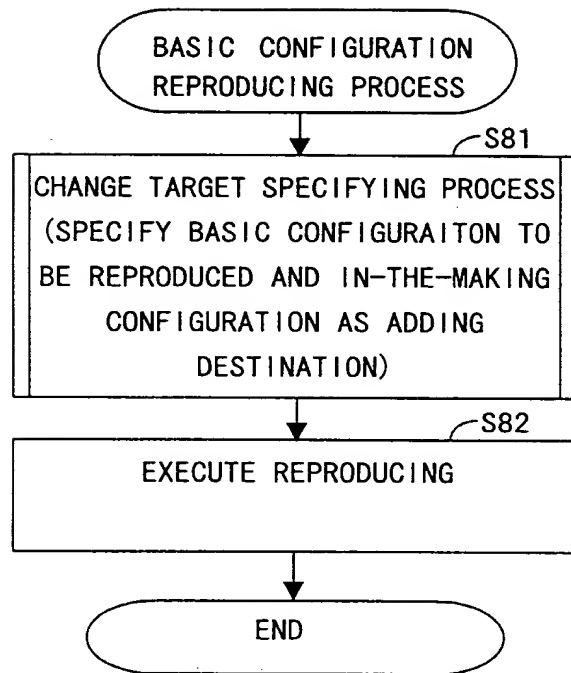 BASIC CONFIGURATION
REPRODUCING PROCESS
S81
CHANGE TARGET SPECIFYING PROCESS
(SPECIFY BASIC CONFIGURAITON TO
BE REPRODUCED AND IN-THE-MAKING
CONFIGURATION AS ADDING
DESTINATION)
S82
EXECUTE REPRODUCING
END